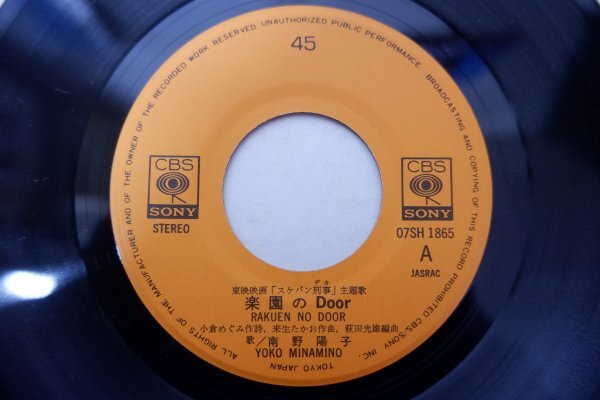 ALL RIGHTS OF THE MANUFACTURER AND OF THE OWNER OF THE RECORDED WORK RESERVED UNAUTHORIZED PUBLIC PERFORMANCE BROADCASTING AND COPYING OF THIS RECORD PROHIBITED CBS/SONY INC. TOKYO JAPAN
45
CBS
SONY
STEREO
CBS
SONY
07SH 1865
A
JASRAC
デカ
東映映画「スケバン刑事」主題歌
楽園の Door
RAKUEN NO DOOR
小倉めぐみ作詩、来生たかお作曲、萩田光雄編曲
歌／南野陽子
YOKO MINAMINO